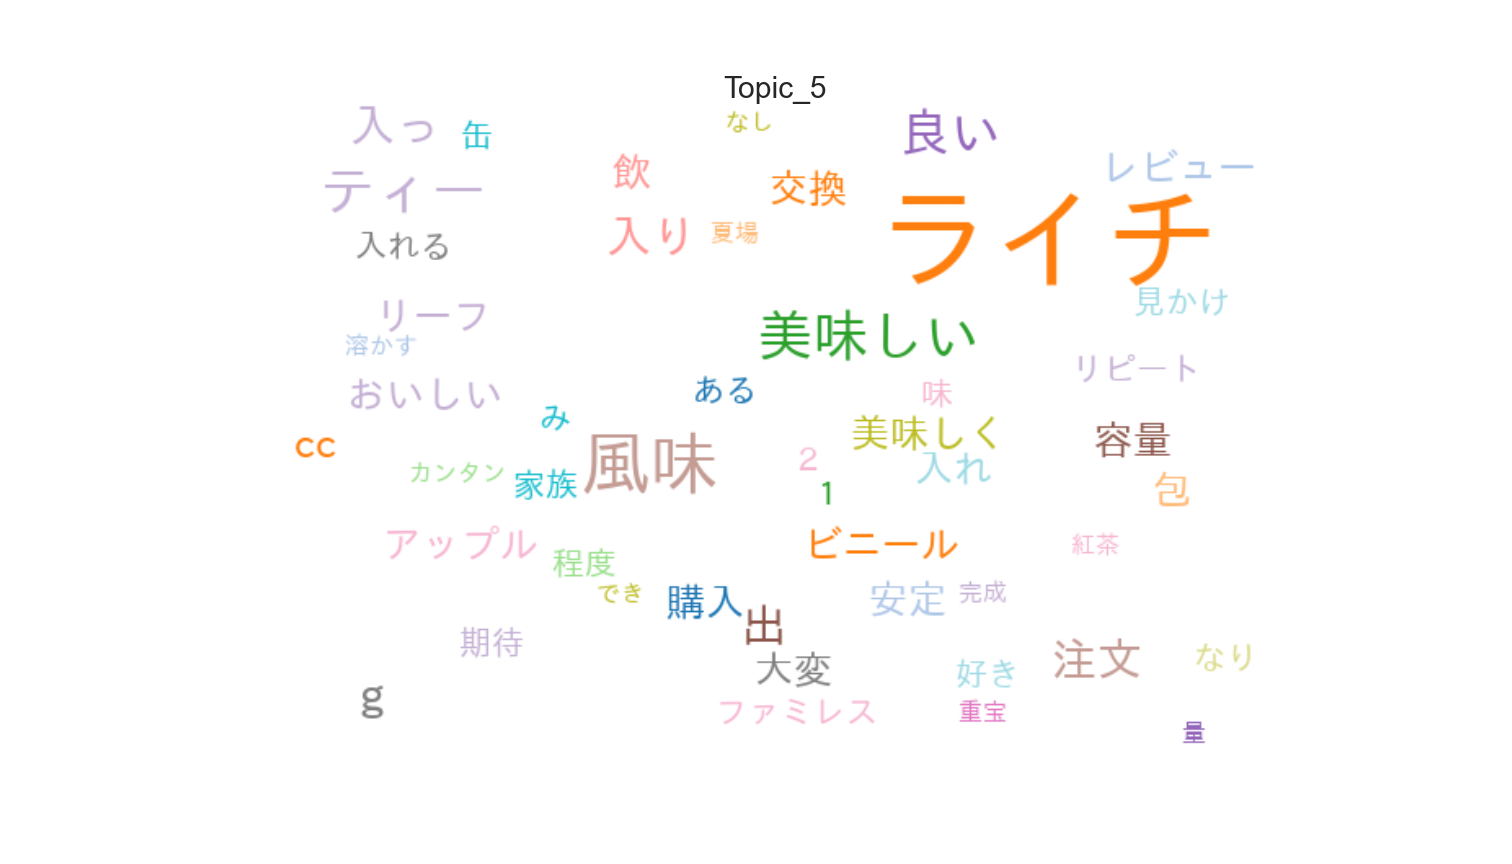 Topic_5
入っ
缶
なし
良い
ティー
飲
交換
レビュー
入れる
入り
夏場
ライチ
リーフ
溶かす
美味しい
見かけ
おいしい
ある
味
リピート
cc
み
美味しく
容量
カンタン
家族
風味
2
1
入れ
包
アップル
程度
ビニール
紅茶
でき
購入
出
安定
完成
期待
大変
好き
注文
なり
g
ファミレス
重宝
量